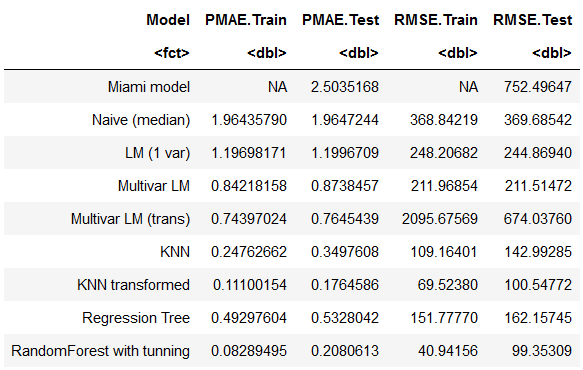 Model PMAE.Train PMAE.Test RMSE.Train RMSE.Test
<fct> <dbl> <dbl> <dbl> <dbl>
Miami model NA 2.5035168 NA 752.49647
Naive (median) 1.96435790 1.9647244 368.84219 369.68542
LM (1 var) 1.19698171 1.1996709 248.20682 244.86940
Multivar LM 0.84218158 0.8738457 211.96854 211.51472
Multivar LM (trans) 0.74397024 0.7645439 2095.67569 674.03760
KNN 0.24762662 0.3497608 109.16401 142.99285
KNN transformed 0.11100154 0.1764586 69.52380 100.54772
Regression Tree 0.49297604 0.5328042 151.77770 162.15745
RandomForest with tunning 0.08289495 0.2080613 40.94156 99.35309